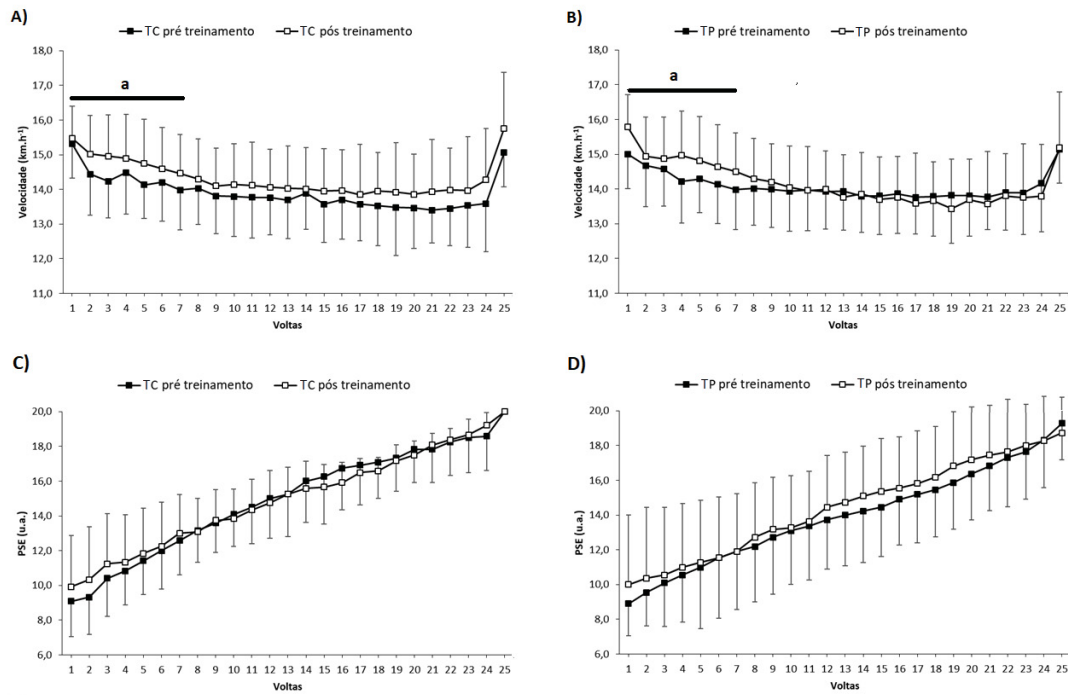 A)
TC pré treinamento TC pós treinamento
18,0
17,0
16,0
15,0
14,0
13,0
12,0
11,0
Velocidade (km.h⁻¹)
a
1 2 3 4 5 6 7 8 9 10 11 12 13 14 15 16 17 18 19 20 21 22 23 24 25
Voltas
B)
TP pré treinamento TP pós treinamento
18,0
17,0
16,0
15,0
14,0
13,0
12,0
11,0
Velocidade (km.h⁻¹)
a
1 2 3 4 5 6 7 8 9 10 11 12 13 14 15 16 17 18 19 20 21 22 23 24 25
Voltas
C)
TC pré treinamento TC pós treinamento
20,0
18,0
16,0
14,0
12,0
10,0
8,0
6,0
PSE (u.a.)
1 2 3 4 5 6 7 8 9 10 11 12 13 14 15 16 17 18 19 20 21 22 23 24 25
Voltas
D)
TP pré treinamento TP pós treinamento
20,0
18,0
16,0
14,0
12,0
10,0
8,0
6,0
PSE (u.a.)
1 2 3 4 5 6 7 8 9 10 11 12 13 14 15 16 17 18 19 20 21 22 23 24 25
Voltas